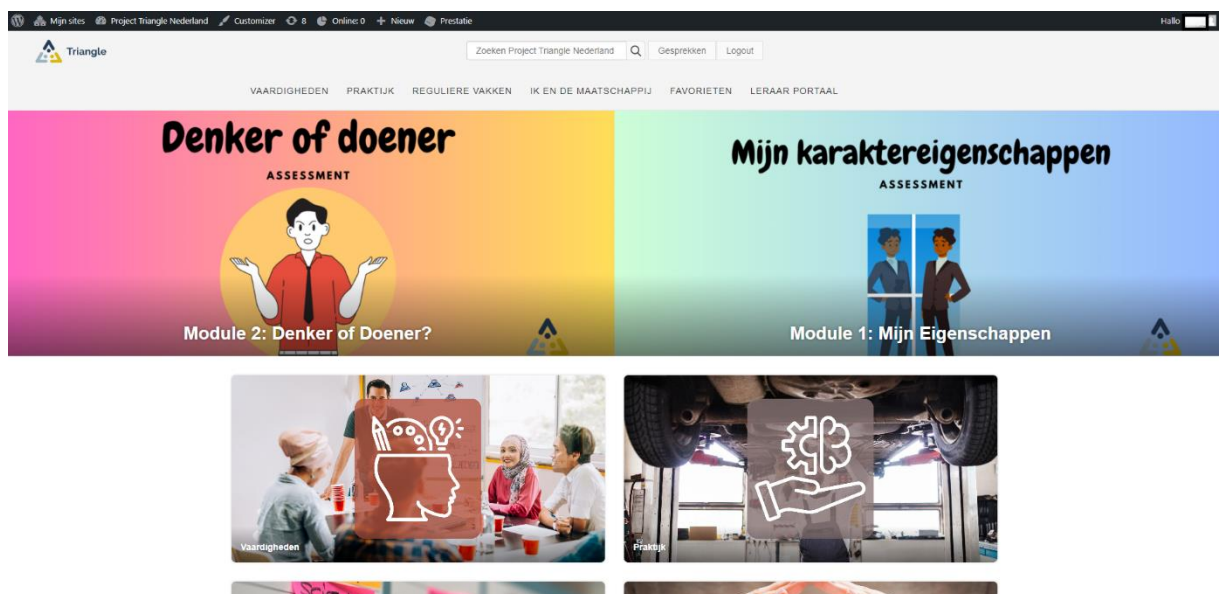 Mijn sites Project Triangle Nederland Customizer 8 Online: 0 + Nieuw Prestatie Hallo
Triangle
Zoeken Project Triangle Nederland Gesprekken Logout
VAARDIGHEDEN PRAKTIJK REGULIERE VAKKEN IK EN DE MAATSCHAPPIJ FAVORIETEN LERAAR PORTAAL
Denker of doener
ASSESSMENT
Module 2: Denker of Doener?
Mijn karaktereigenschappen
ASSESSMENT
Module 1: Mijn Eigenschappen
Vaardigheden
Praktijk